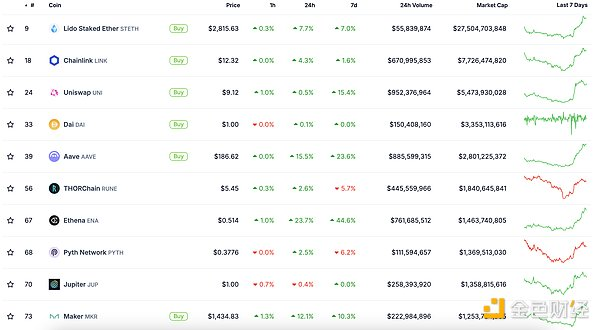 # Coin Price 1h 24h 7d 24h Volume Market Cap Last 7 Days
9 Lido Staked Ether STETH Buy $2,815.63 0.3% 7.7% 7.0% $55,839,874 $27,504,703,848
18 Chainlink LINK Buy $12.32 0.0% 4.3% 1.6% $670,995,853 $7,726,474,820
24 Uniswap UNI Buy $9.12 1.0% 0.5% 15.4% $952,376,964 $5,473,930,028
33 Dai DAI Buy $1.00 0.0% 0.1% 0.0% $150,408,160 $3,353,113,616
39 Aave AAVE Buy $186.62 0.0% 15.5% 23.6% $885,599,315 $2,801,225,372
56 THORChain RUNE $5.45 0.3% 2.6% 5.7% $445,559,966 $1,840,645,841
67 Ethena ENA $0.514 1.0% 23.7% 44.6% $761,685,512 $1,463,740,805
68 Pyth Network PYTH $0.3776 0.0% 2.5% 6.2% $111,594,657 $1,369,513,030
70 Jupiter JUP $1.00 0.7% 0.4% 0.0% $258,393,920 $1,358,815,616
73 Maker MKR Buy $1,434.83 1.3% 12.1% 10.3% $222,984,896
金色财经